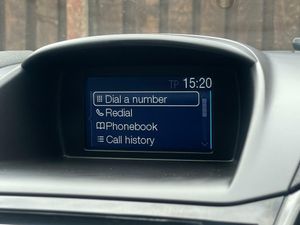 TP 15:20
Dial a number
Redial
Phonebook
Call history